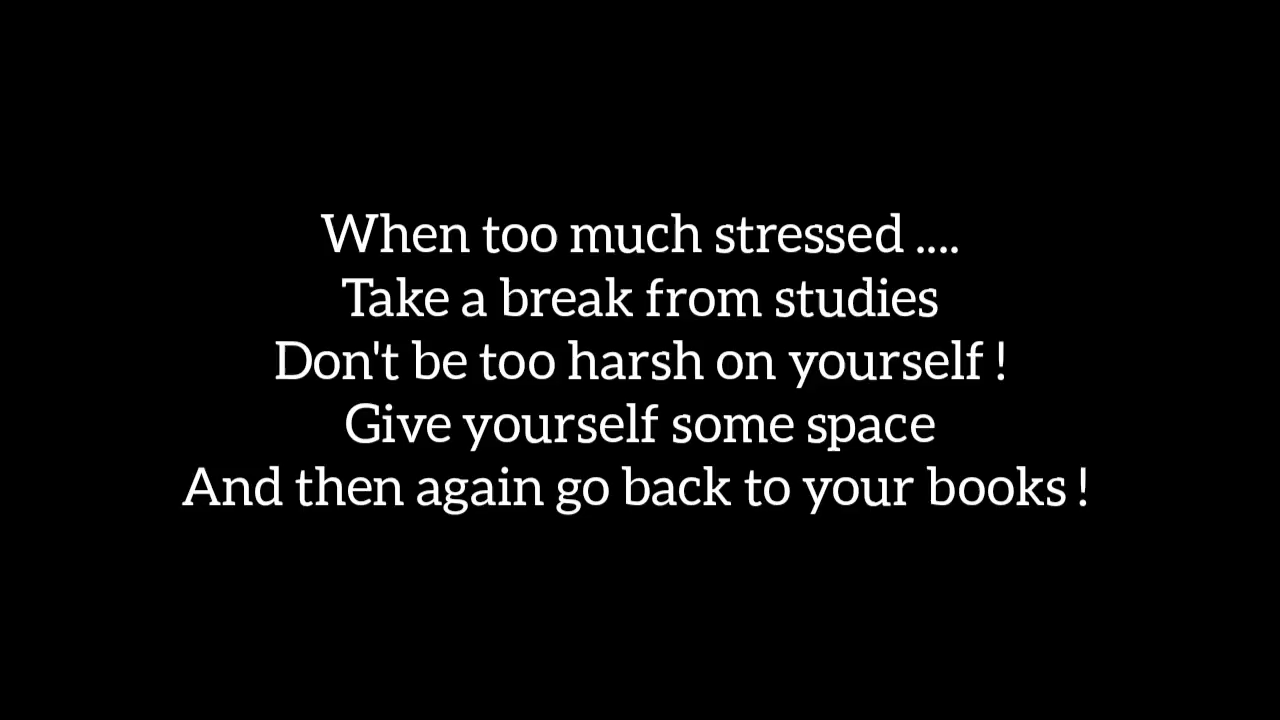 When too much stressed ....
Take a break from studies
Don't be too harsh on yourself !
Give yourself some space
And then again go back to your books !